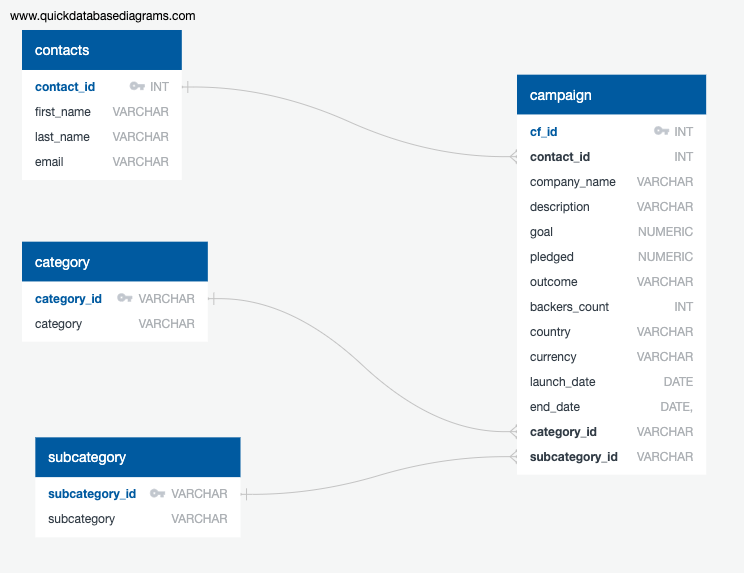 www.quickdatabasediagrams.com
contacts
contact_id INT
first_name VARCHAR
last_name VARCHAR
email VARCHAR
category
category_id VARCHAR
category VARCHAR
subcategory
subcategory_id VARCHAR
subcategory VARCHAR
campaign
cf_id INT
contact_id INT
company_name VARCHAR
description VARCHAR
goal NUMERIC
pledged NUMERIC
outcome VARCHAR
backers_count INT
country VARCHAR
currency VARCHAR
launch_date DATE
end_date DATE,
category_id VARCHAR
subcategory_id VARCHAR